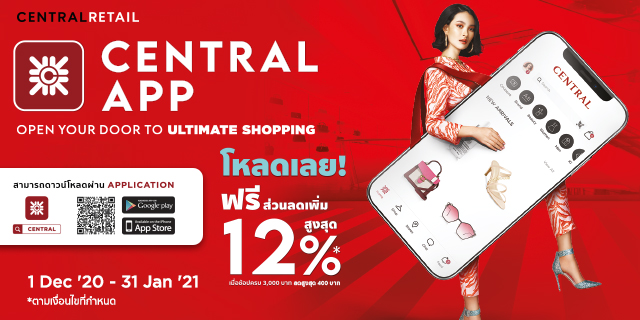 CENTRALRETAIL
CENTRAL
APP
OPEN YOUR DOOR TO ULTIMATE SHOPPING
โหลดเลย!
สามารถดาวน์โหลดผ่าน APPLICATION
Google play
CENTRAL
Available on the iPhone
App Store
ฟรี ส่วนลดเพิ่ม
สูงสุด
12%*
เมื่อช้อปครบ 3,000 บาท ลดสูงสุด 400 บาท
1 Dec '20 - 31 Jan '21
*ตามเงื่อนไขที่กำหนด
CENTRAL
NEW ARRIVALS